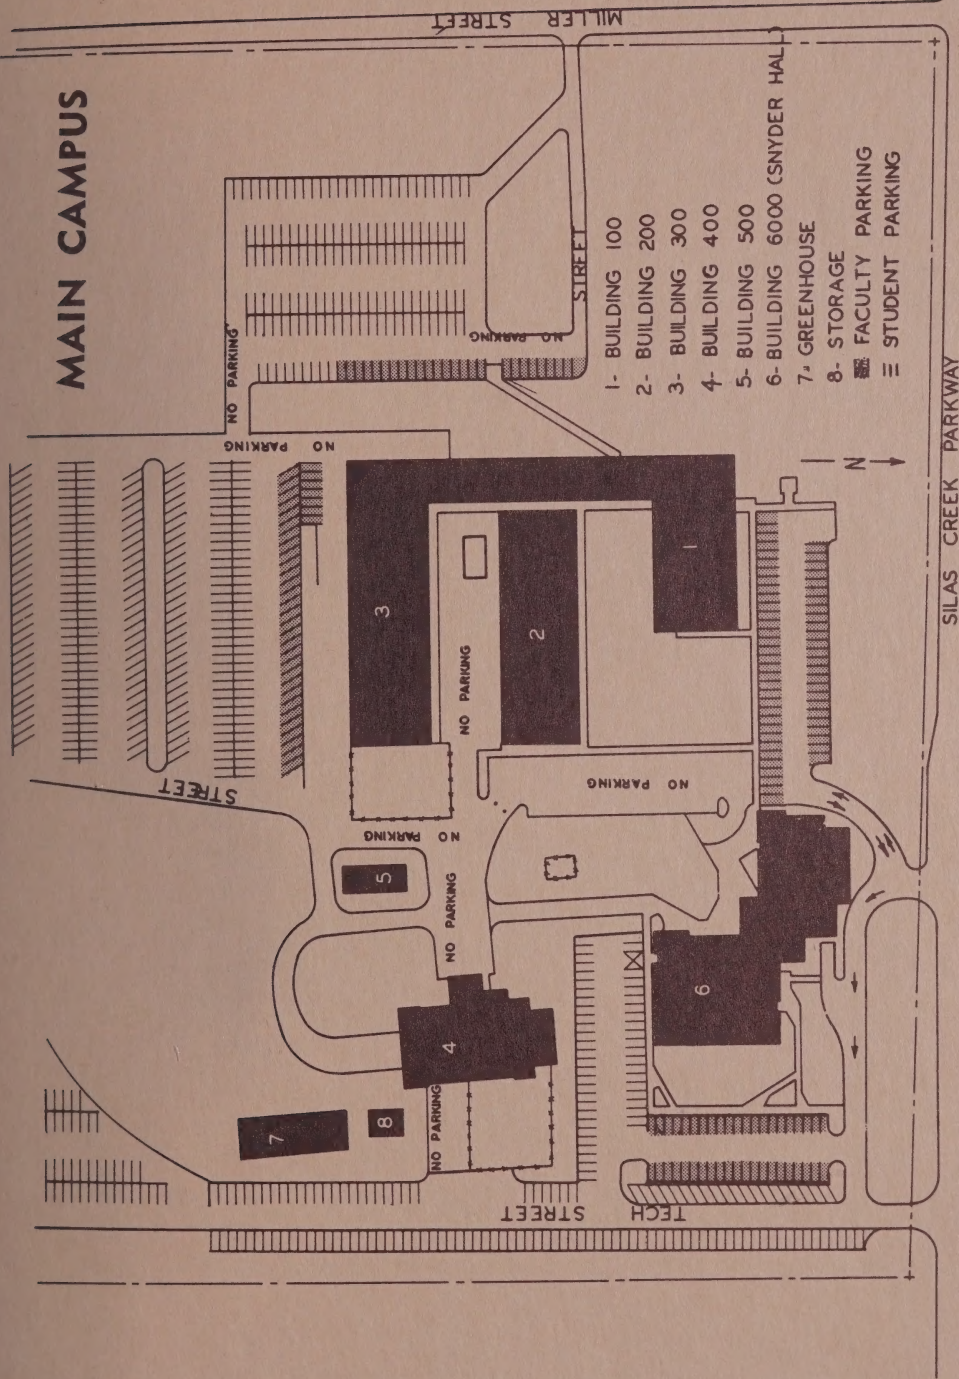 MAIN CAMPUS
MILLER STREET
NO PARKING
NO PARKING
STREET
NO PARKING
1- BUILDING 100
2- BUILDING 200
3- BUILDING 300
4- BUILDING 400
5- BUILDING 500
6- BUILDING 6000 (SNYDER HALL)
7- GREENHOUSE
8- STORAGE
FACULTY PARKING
STUDENT PARKING
N
SILAS CREEK PARKWAY
3
2
1
NO PARKING
NO PARKING
STREET
NO PARKING
5
NO PARKING
4
6
7
8
NO PARKING
TECH STREET